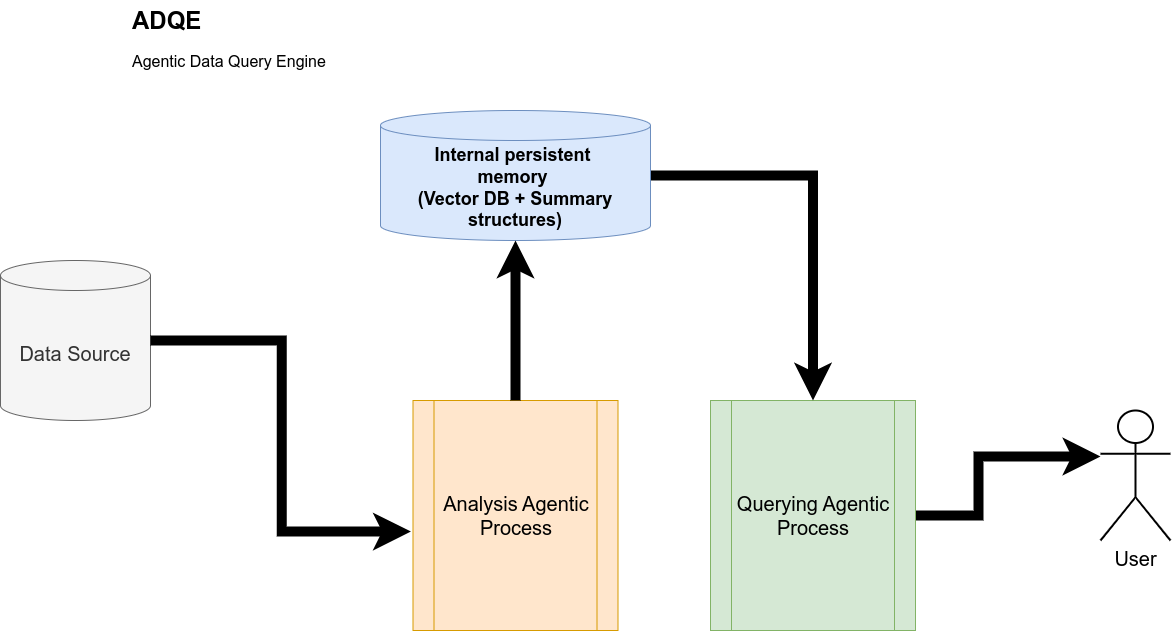 ADQE
Agentic Data Query Engine
Internal persistent
memory
(Vector DB + Summary
structures)
Data Source
Analysis Agentic
Process
Querying Agentic
Process
User